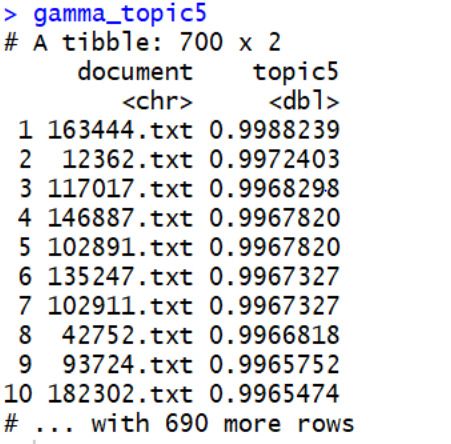 > gamma_topic5
# A tibble: 700 x 2
document topic5
<chr> <dbl>
1 163444.txt 0.9988239
2 12362.txt 0.9972403
3 117017.txt 0.9968298
4 146887.txt 0.9967820
5 102891.txt 0.9967820
6 135247.txt 0.9967327
7 102911.txt 0.9967327
8 42752.txt 0.9966818
9 93724.txt 0.9965752
10 182302.txt 0.9965474
# ... with 690 more rows